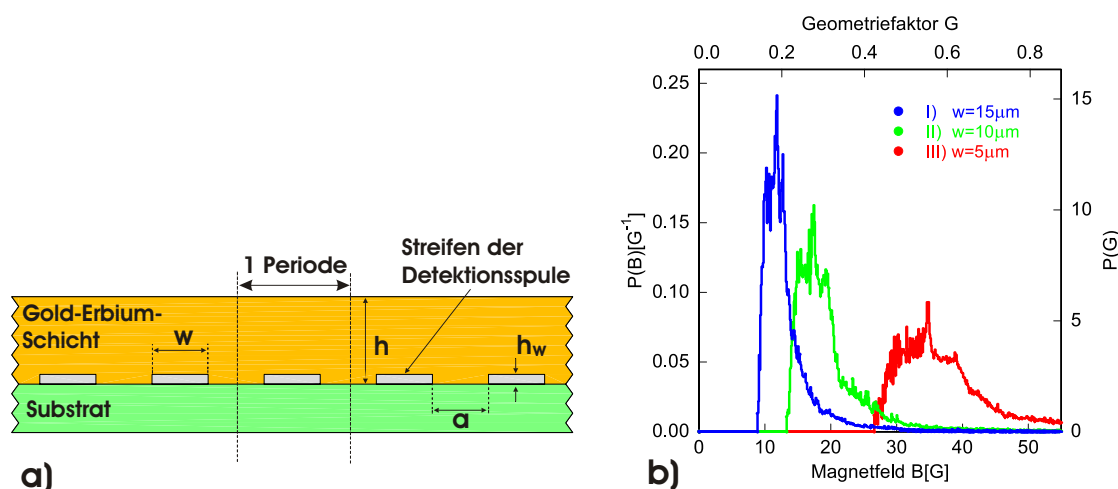 1 Periode
Streifen der
Detektionsspule
Gold-Erbium-
Schicht
w
h
h_w
Substrat
a
a)
Geometriefaktor G
0.0 0.2 0.4 0.6 0.8
P(B)[G⁻¹]
0.25
0.20
0.15
0.10
0.05
0.00
I) w=15µm
II) w=10µm
III) w=5µm
15
10
5
0
P(G)
0 10 20 30 40 50
Magnetfeld B[G]
b)